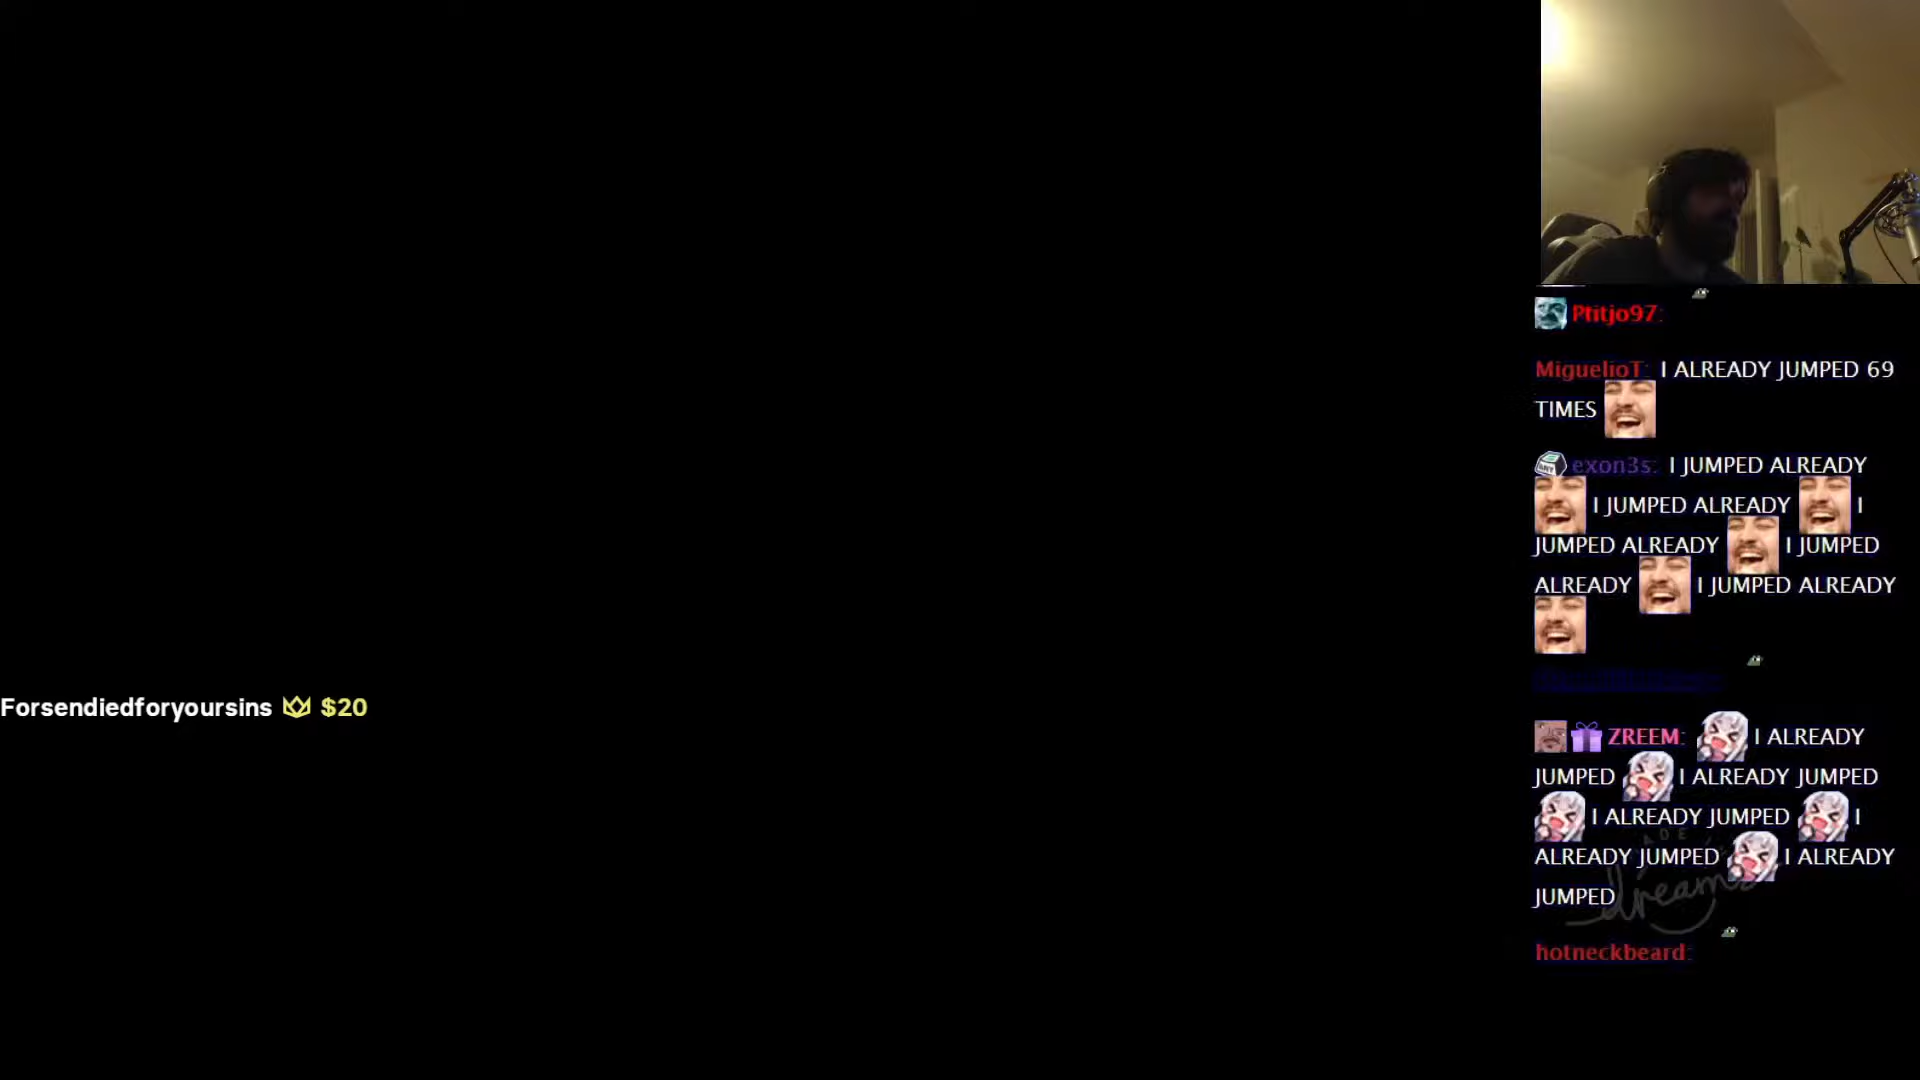 Ptitjo97:
MiguelioT: I ALREADY JUMPED 69
TIMES
exon3s: I JUMPED ALREADY
I JUMPED ALREADY I
JUMPED ALREADY I JUMPED
ALREADY I JUMPED ALREADY
Forsendiedforyoursins $20
ZREEM: I ALREADY
JUMPED I ALREADY JUMPED
I ALREADY JUMPED I
ALREADY JUMPED I ALREADY
JUMPED
dreams
hotneckbeard: